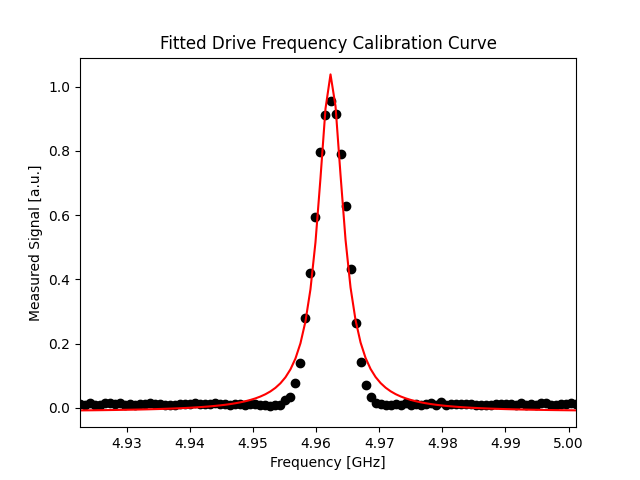 Fitted Drive Frequency Calibration Curve
Measured Signal [a.u.]
1.0
0.8
0.6
0.4
0.2
0.0
4.93 4.94 4.95 4.96 4.97 4.98 4.99 5.00
Frequency [GHz]